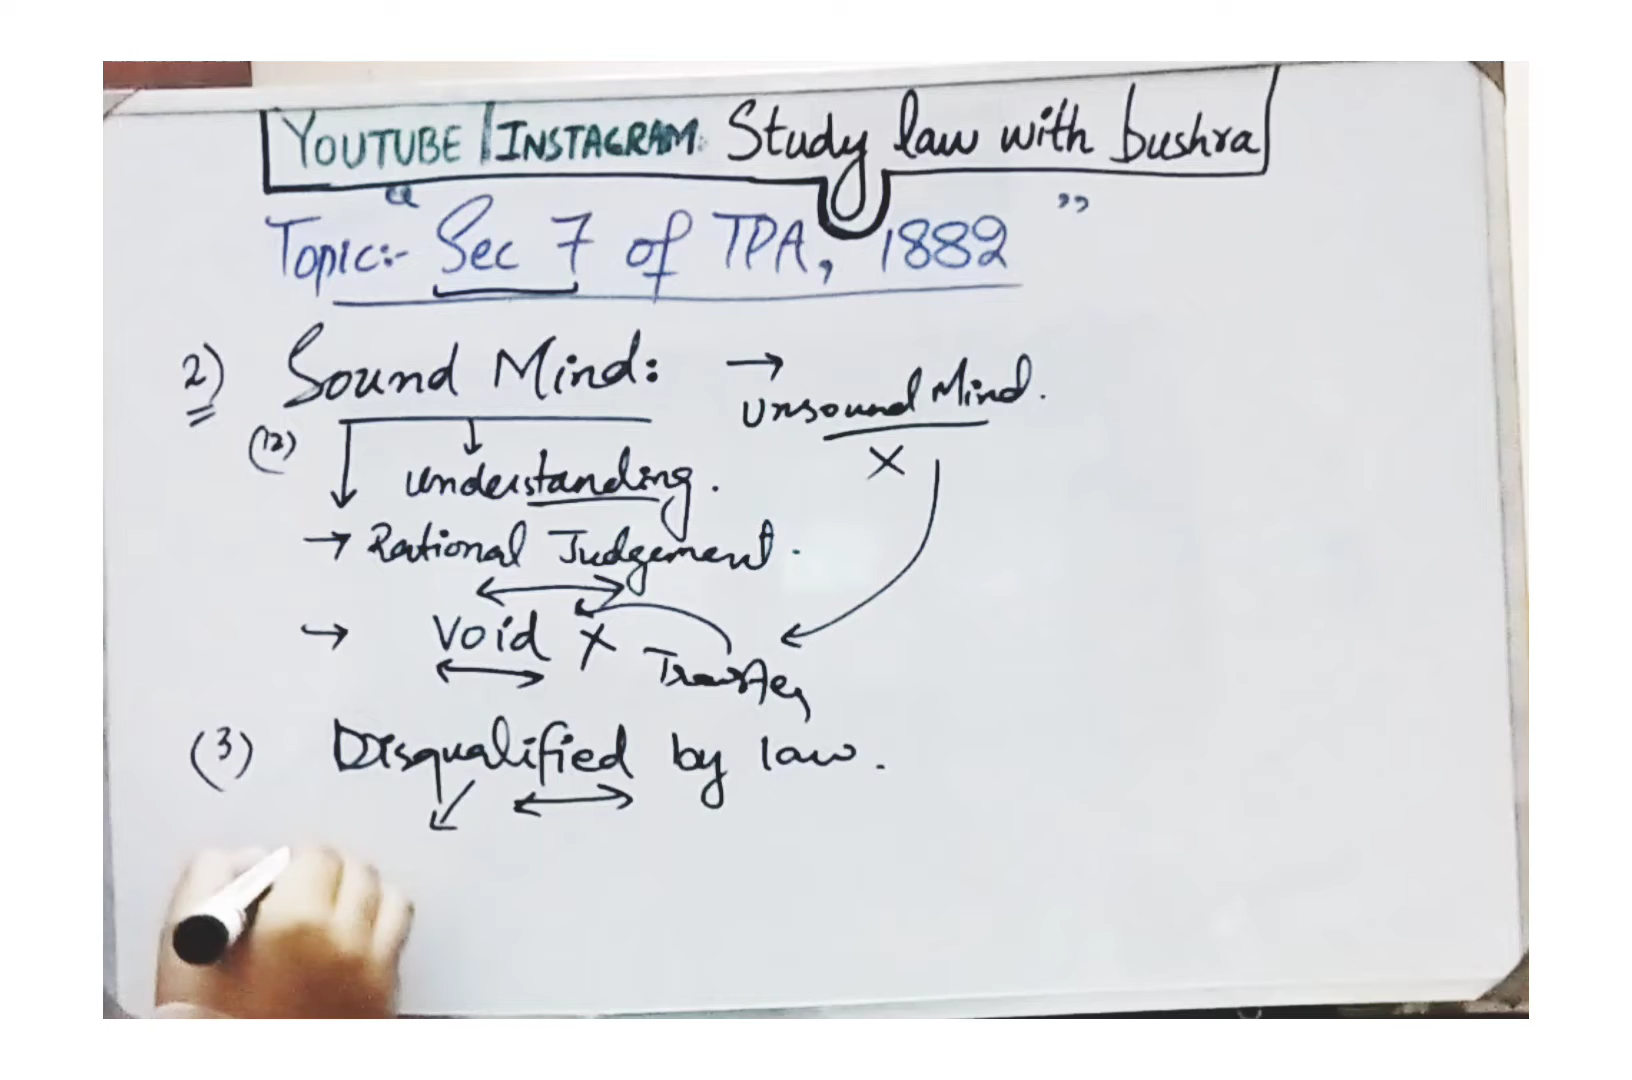 YOUTUBE | INSTAGRAM: Study law with bushra
Topic:- "Sec 7 of TPA, 1882"
2) Sound Mind: → Unsound Mind.
(12) X
understanding.
→ Rational Judgement.
→ Void X Transfer
(3) Disqualified by law.